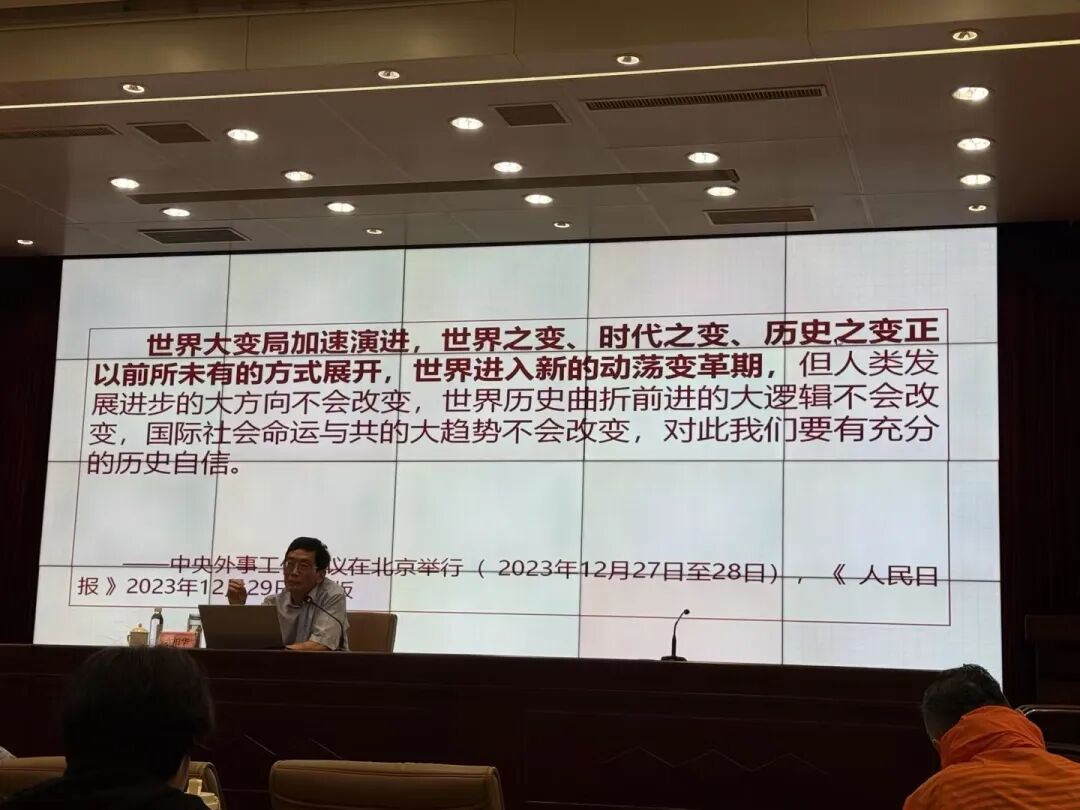 世界大变局加速演进，世界之变、时代之变、历史之变正
以前所未有的方式展开，世界进入新的动荡变革期，但人类发
展进步的大方向不会改变，世界历史曲折前进的大逻辑不会改
变，国际社会命运与共的大趋势不会改变，对此我们要有充分
的历史自信。
——中央外事工 议在北京举行（ 2023年12月27日至28日），《 人民日
报 》2023年12月29日 版